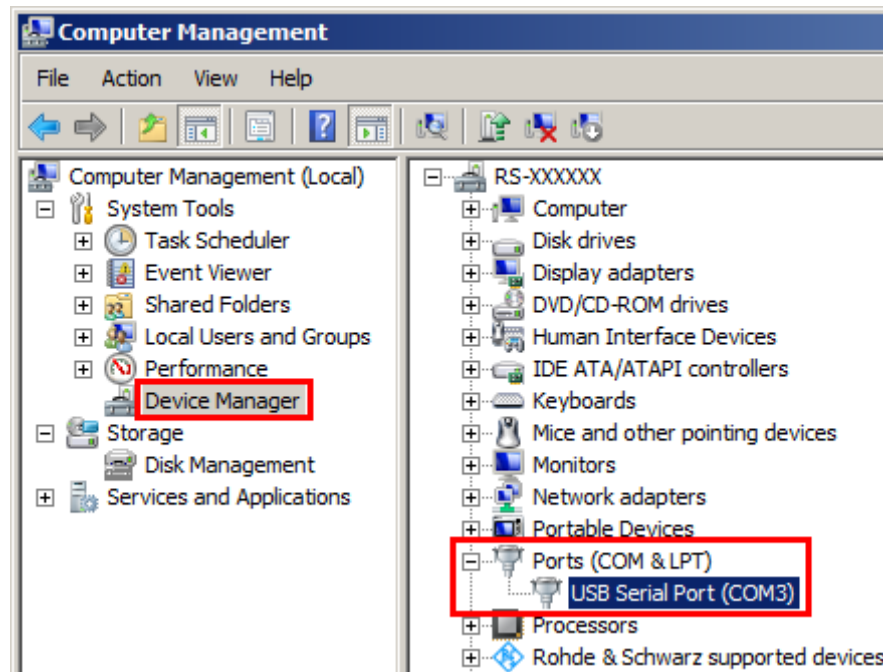 Computer Management
File Action View Help
Computer Management (Local)
System Tools
Task Scheduler
Event Viewer
Shared Folders
Local Users and Groups
Performance
Device Manager
Storage
Disk Management
Services and Applications
RS-XXXXXX
Computer
Disk drives
Display adapters
DVD/CD-ROM drives
Human Interface Devices
IDE ATA/ATAPI controllers
Keyboards
Mice and other pointing devices
Monitors
Network adapters
Portable Devices
Ports (COM & LPT)
USB Serial Port (COM3)
Processors
Rohde & Schwarz supported devices